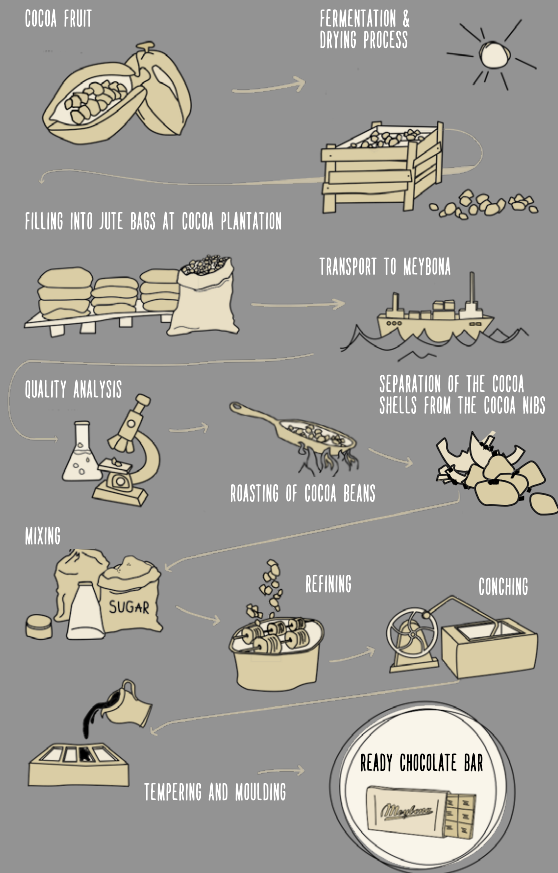 COCOA FRUIT
FERMENTATION &
DRYING PROCESS
FILLING INTO JUTE BAGS AT COCOA PLANTATION
TRANSPORT TO MEYBONA
QUALITY ANALYSIS
SEPARATION OF THE COCOA
SHELLS FROM THE COCOA NIBS
ROASTING OF COCOA BEANS
MIXING
SUGAR
REFINING
CONCHING
TEMPERING AND MOULDING
READY CHOCOLATE BAR
Meybona